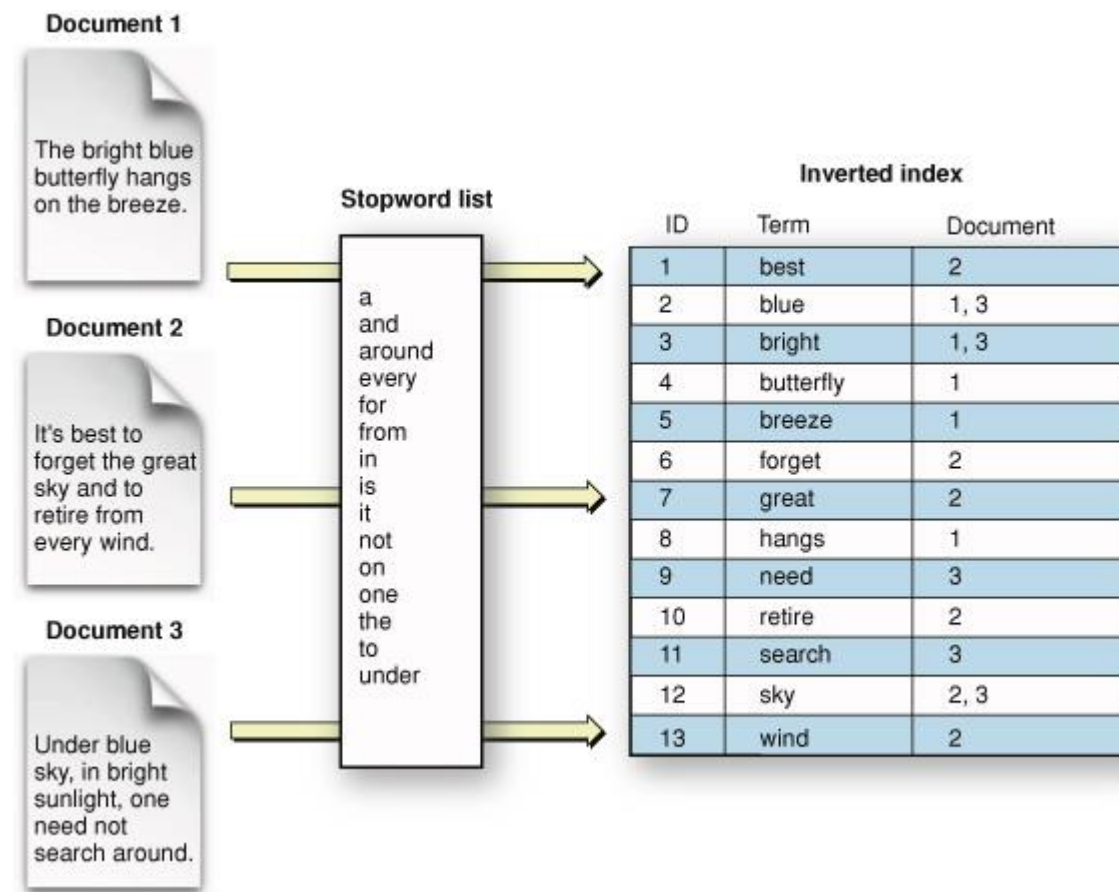 Document 1
The bright blue
butterfly hangs
on the breeze.
Document 2
It's best to
forget the great
sky and to
retire from
every wind.
Document 3
Under blue
sky, in bright
sunlight, one
need not
search around.
Stopword list
a
and
around
every
for
from
in
is
it
not
on
one
the
to
under
Inverted index
ID Term Document
1 best 2
2 blue 1, 3
3 bright 1, 3
4 butterfly 1
5 breeze 1
6 forget 2
7 great 2
8 hangs 1
9 need 3
10 retire 2
11 search 3
12 sky 2, 3
13 wind 2